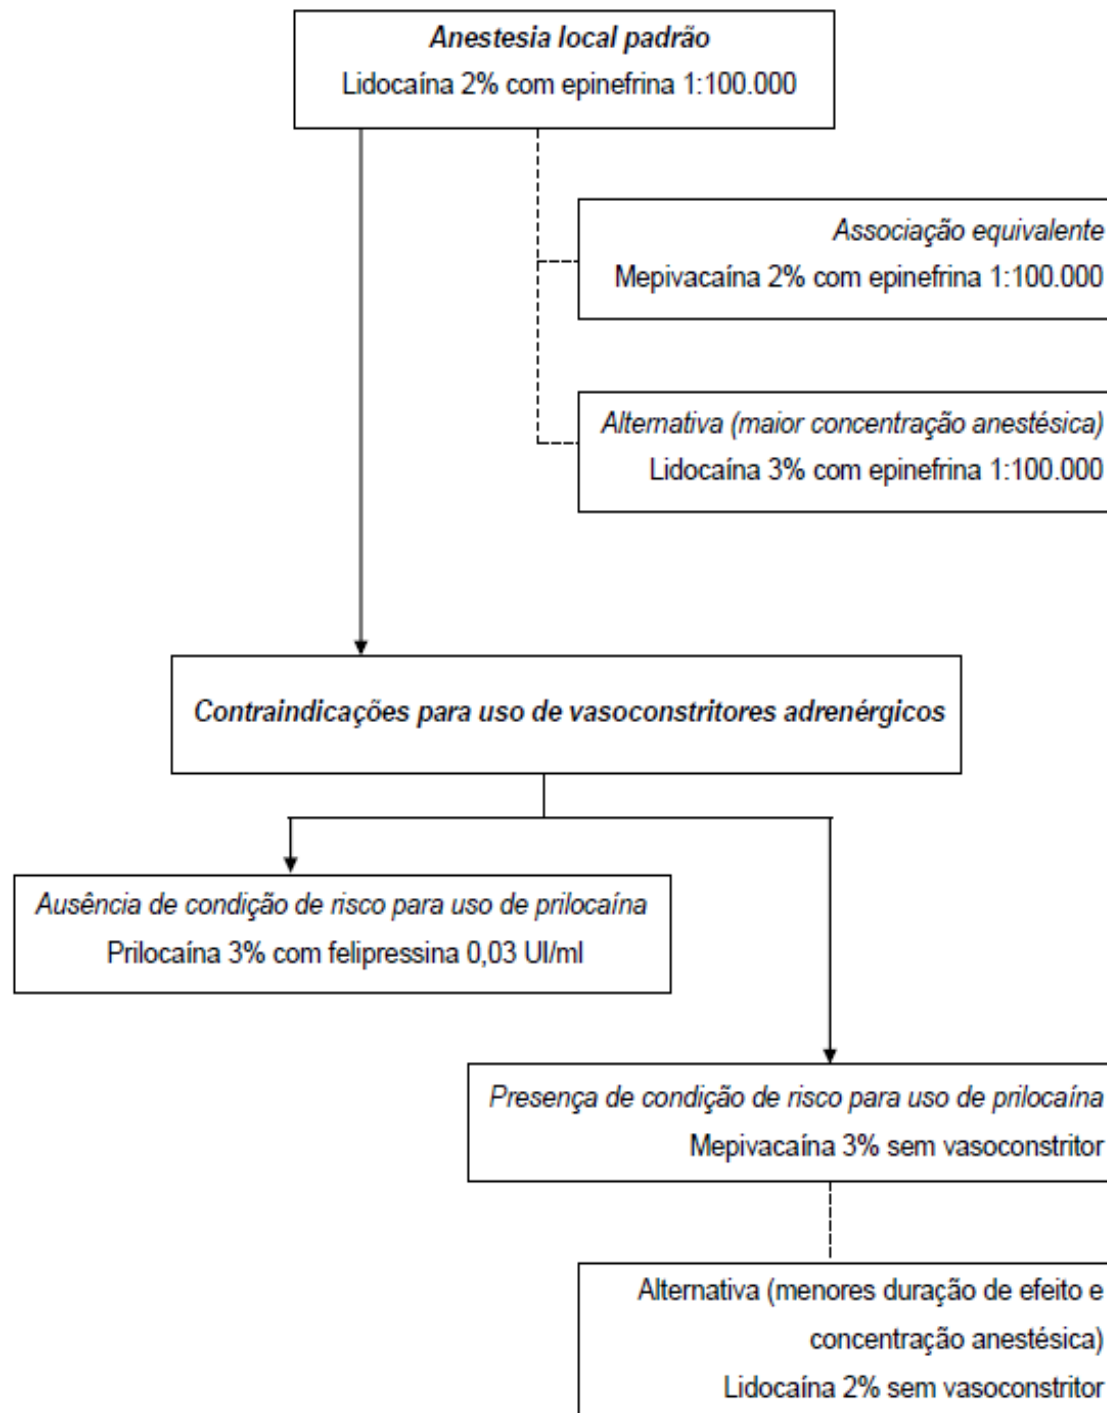 Anestesia local padrão
Lidocaína 2% com epinefrina 1:100.000
Associação equivalente
Mepivacaína 2% com epinefrina 1:100.000
Alternativa (maior concentração anestésica)
Lidocaína 3% com epinefrina 1:100.000
Contraindicações para uso de vasoconstritores adrenérgicos
Ausência de condição de risco para uso de prilocaína
Prilocaína 3% com felipressina 0,03 UI/ml
Presença de condição de risco para uso de prilocaína
Mepivacaína 3% sem vasoconstritor
Alternativa (menores duração de efeito e
concentração anestésica)
Lidocaína 2% sem vasoconstritor